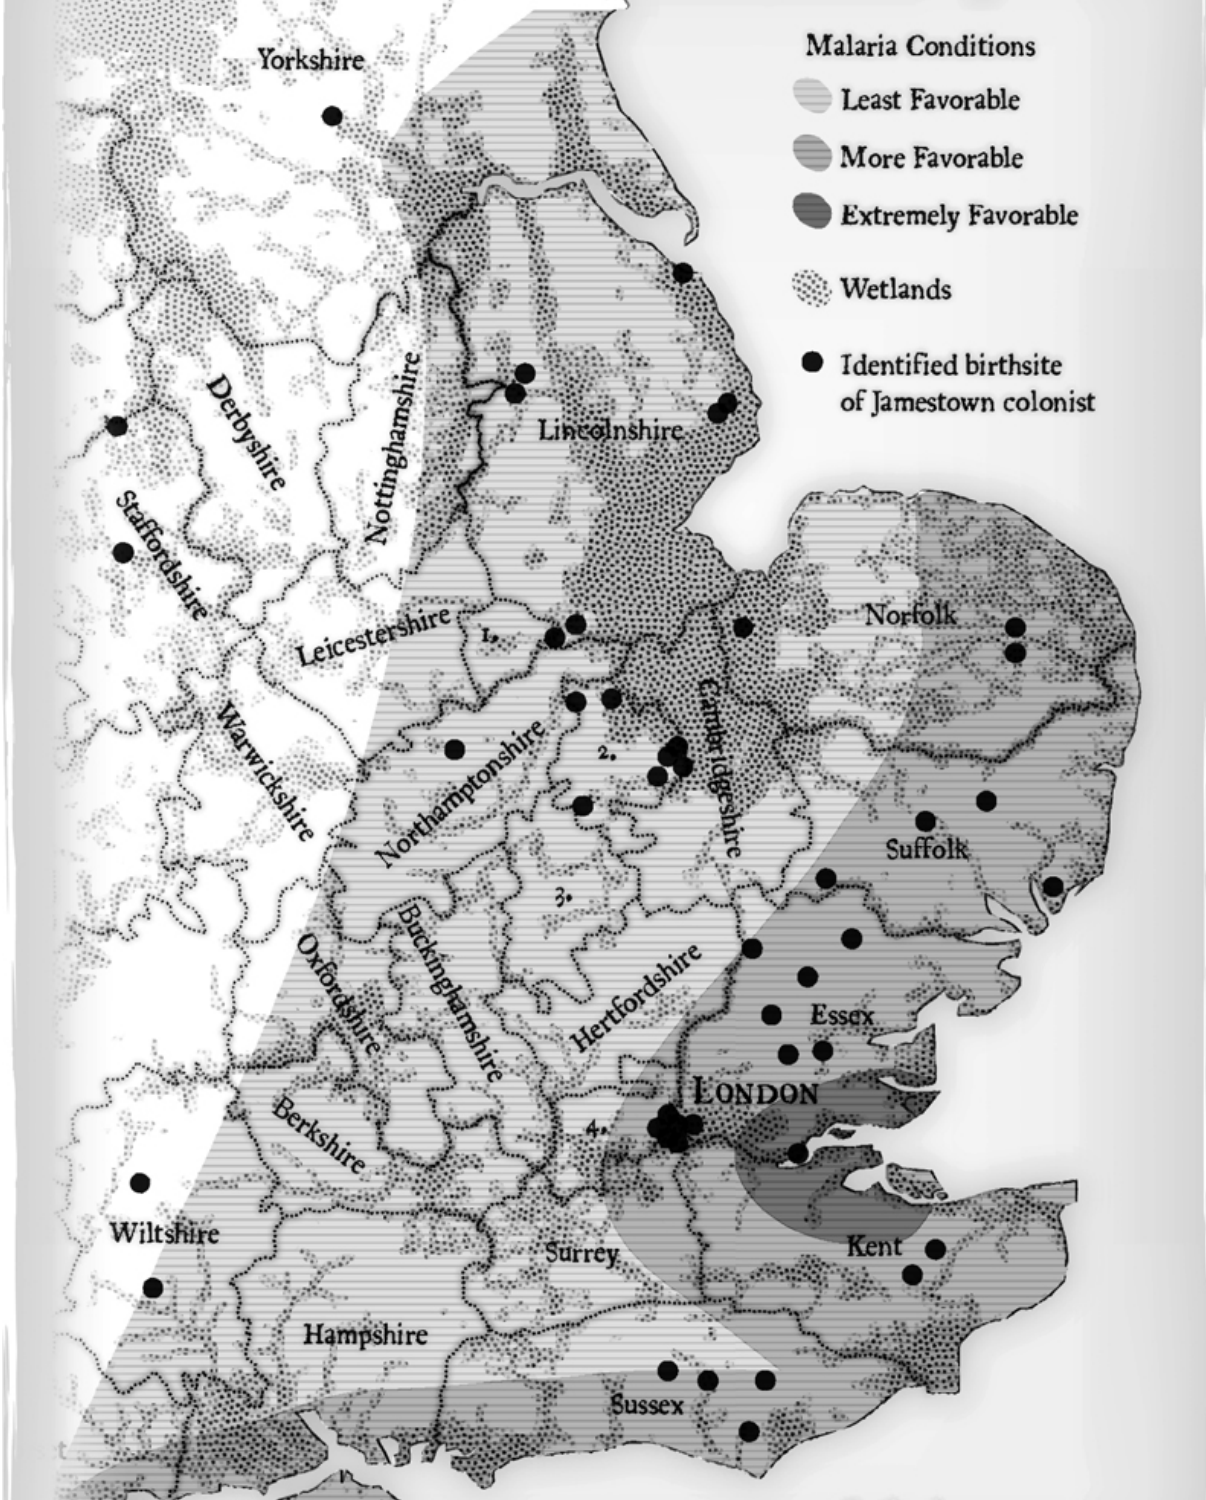 Yorkshire
Malaria Conditions
Least Favorable
More Favorable
Extremely Favorable
Wetlands
Identified birthsite
of Jamestown colonist
Derbyshire
Nottinghamshire
Lincolnshire
Staffordshire
Leicestershire
1.
Norfolk
Warwickshire
Northamptonshire
2.
Cambridgeshire
Suffolk
3.
Oxfordshire
Buckinghamshire
Hertfordshire
Essex
LONDON
Berkshire
4.
Wiltshire
Surrey
Kent
Hampshire
Sussex